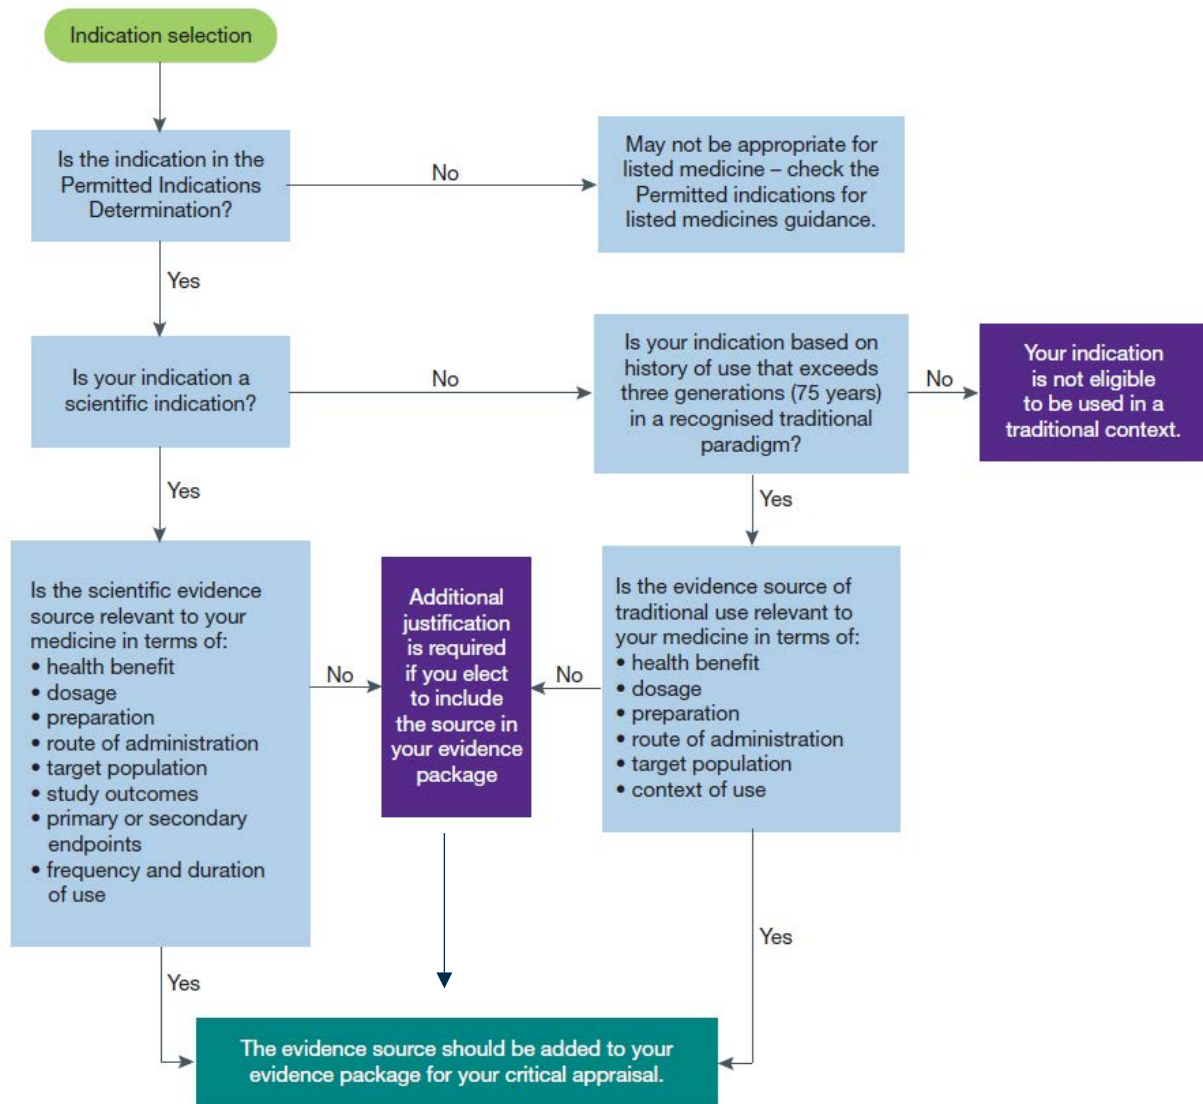 Indication selection
Is the indication in the
Permitted Indications
Determination?
No
May not be appropriate for
listed medicine – check the
Permitted indications for
listed medicines guidance.
Yes
Is your indication a
scientific indication?
No
Is your indication based on
history of use that exceeds
three generations (75 years)
in a recognised traditional
paradigm?
No
Your indication
is not eligible
to be used in a
traditional context.
Yes
Yes
Is the scientific evidence
source relevant to your
medicine in terms of:
• health benefit
• dosage
• preparation
• route of administration
• target population
• study outcomes
• primary or secondary
endpoints
• frequency and duration
of use
No
Additional
justification
is required
if you elect
to include
the source in
your evidence
package
No
Is the evidence source of
traditional use relevant to
your medicine in terms of:
• health benefit
• dosage
• preparation
• route of administration
• target population
• context of use
Yes
Yes
The evidence source should be added to your
evidence package for your critical appraisal.